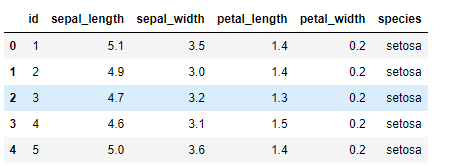 id sepal_length sepal_width petal_length petal_width species
0 1 5.1 3.5 1.4 0.2 setosa
1 2 4.9 3.0 1.4 0.2 setosa
2 3 4.7 3.2 1.3 0.2 setosa
3 4 4.6 3.1 1.5 0.2 setosa
4 5 5.0 3.6 1.4 0.2 setosa